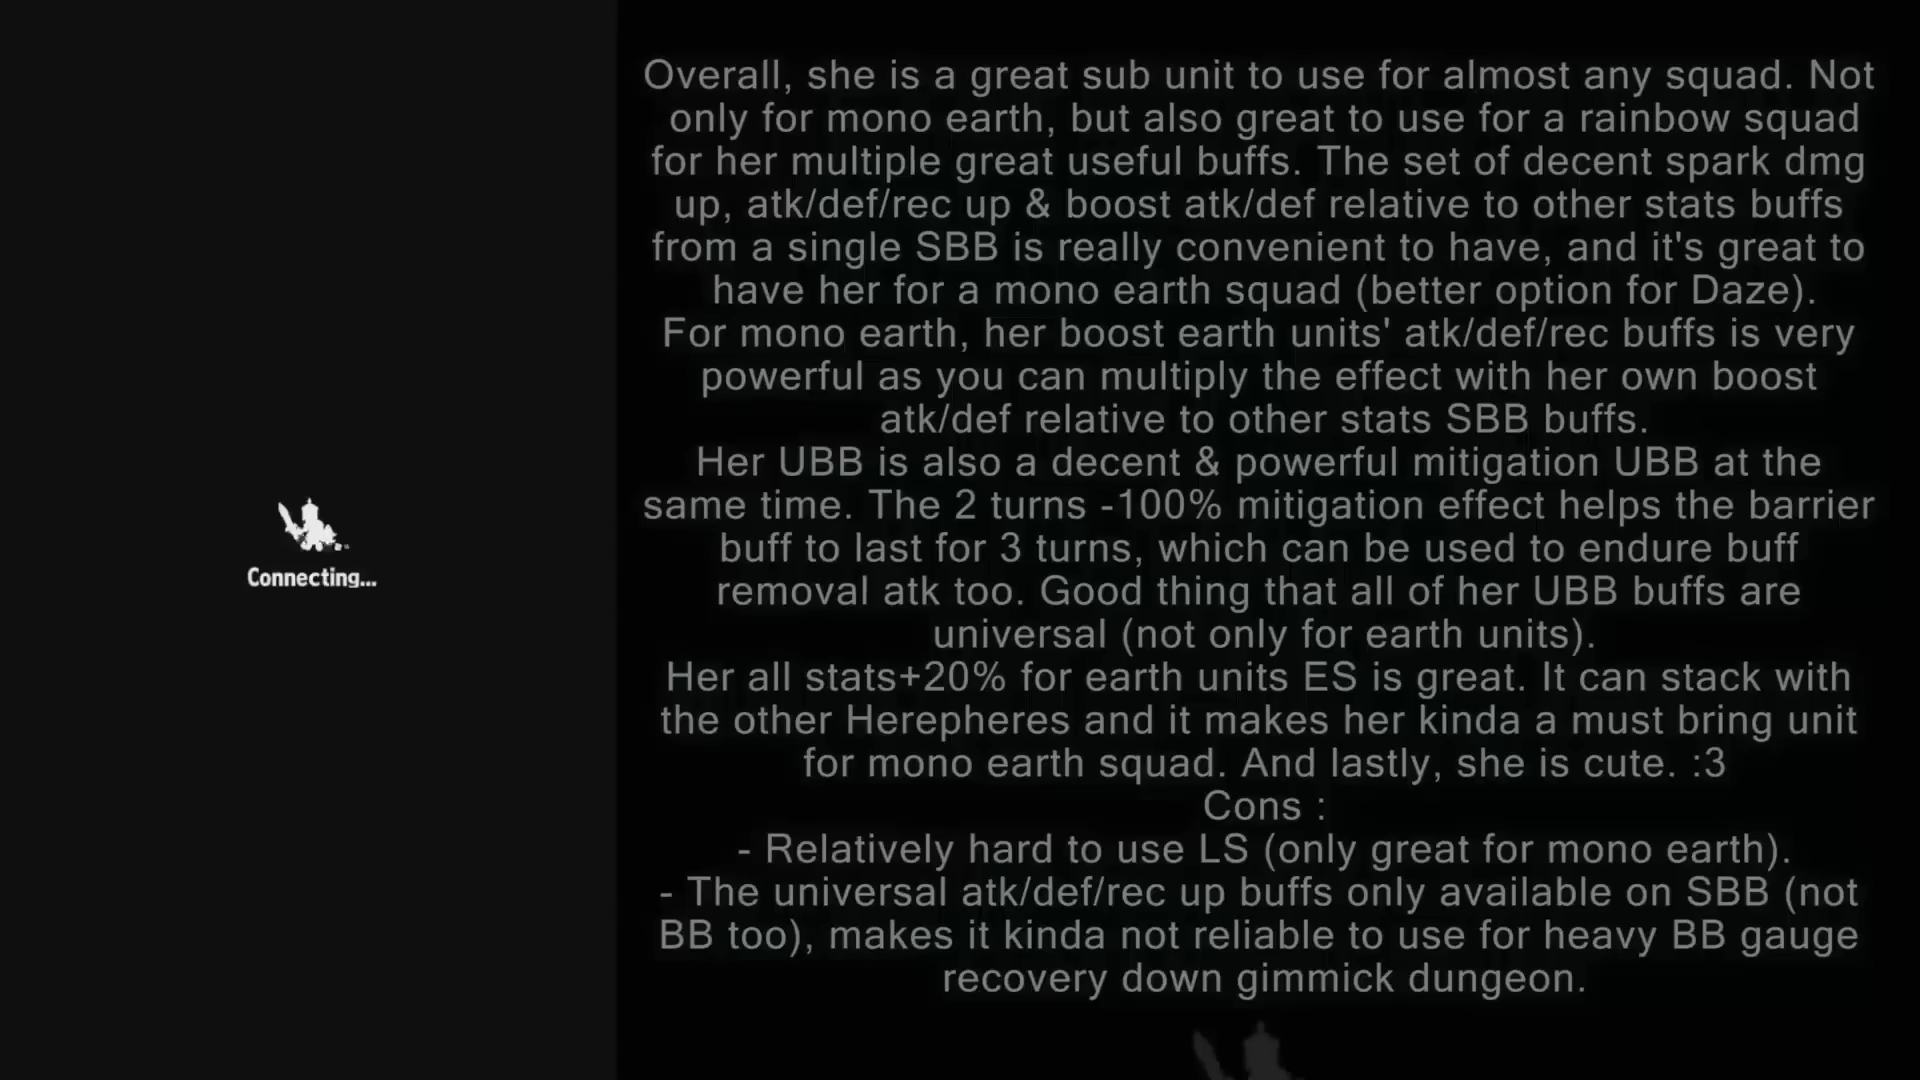 Connecting...
Overall, she is a great sub unit to use for almost any squad. Not
only for mono earth, but also great to use for a rainbow squad
for her multiple great useful buffs. The set of decent spark dmg
up, atk/def/rec up & boost atk/def relative to other stats buffs
from a single SBB is really convenient to have, and it's great to
have her for a mono earth squad (better option for Daze).
For mono earth, her boost earth units' atk/def/rec buffs is very
powerful as you can multiply the effect with her own boost
atk/def relative to other stats SBB buffs.
Her UBB is also a decent & powerful mitigation UBB at the
same time. The 2 turns -100% mitigation effect helps the barrier
buff to last for 3 turns, which can be used to endure buff
removal atk too. Good thing that all of her UBB buffs are
universal (not only for earth units).
Her all stats+20% for earth units ES is great. It can stack with
the other Herepheres and it makes her kinda a must bring unit
for mono earth squad. And lastly, she is cute. :3
Cons :
- Relatively hard to use LS (only great for mono earth).
- The universal atk/def/rec up buffs only available on SBB (not
BB too), makes it kinda not reliable to use for heavy BB gauge
recovery down gimmick dungeon.